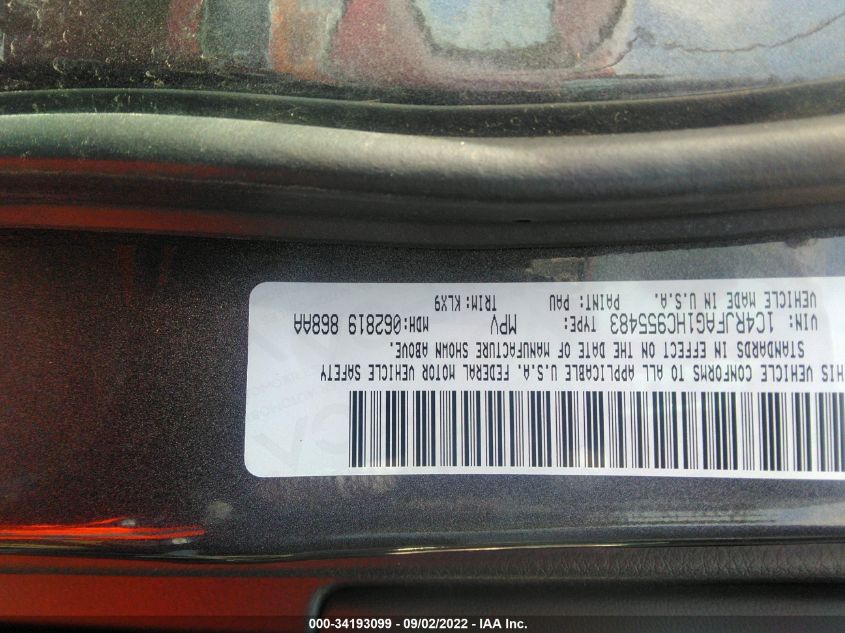 THIS VEHICLE CONFORMS TO ALL APPLICABLE U.S.A. FEDERAL MOTOR VEHICLE SAFETY
STANDARDS IN EFFECT ON THE DATE OF MANUFACTURE SHOWN ABOVE.
VIN: 1C4RJFAG1HC955483 TYPE: MPV MDH:062819 868AA
VEHICLE MADE IN U.S.A. PAINT: PAU TRIM:KLX9
000-34193099 - 09/02/2022 - IAA Inc.